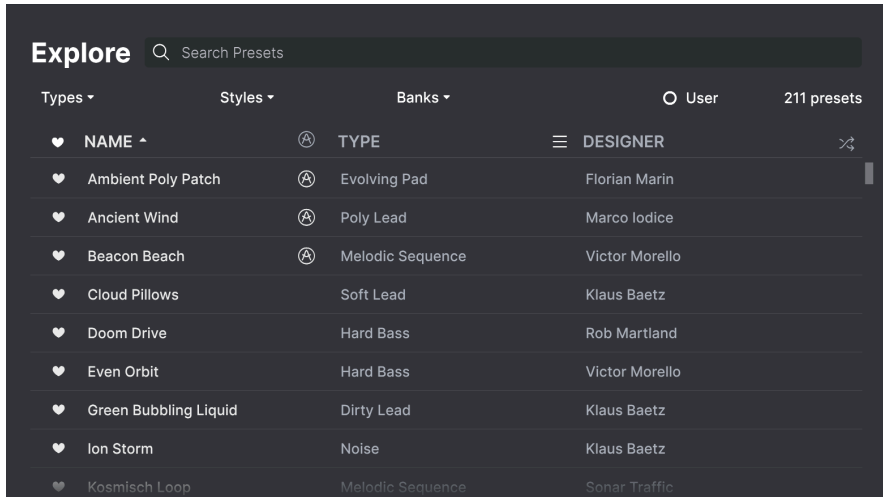 Explore Search Presets
Types Styles Banks User 211 presets
NAME TYPE DESIGNER
Ambient Poly Patch Evolving Pad Florian Marin
Ancient Wind Poly Lead Marco Iodice
Beacon Beach Melodic Sequence Victor Morello
Cloud Pillows Soft Lead Klaus Baetz
Doom Drive Hard Bass Rob Martland
Even Orbit Hard Bass Victor Morello
Green Bubbling Liquid Dirty Lead Klaus Baetz
Ion Storm Noise Klaus Baetz
Kosmisch Loop Melodic Sequence Sonar Traffic